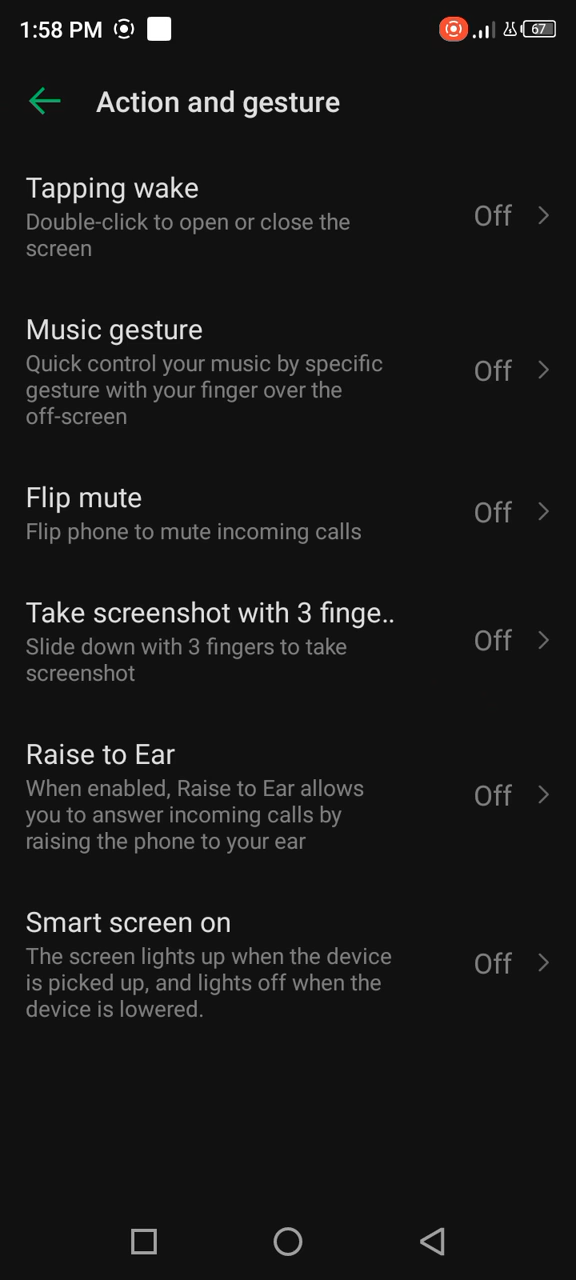 1:58 PM
67
Action and gesture
Tapping wake
Double-click to open or close the
screen
Off
Music gesture
Quick control your music by specific
gesture with your finger over the
off-screen
Off
Flip mute
Flip phone to mute incoming calls
Off
Take screenshot with 3 finge..
Slide down with 3 fingers to take
screenshot
Off
Raise to Ear
When enabled, Raise to Ear allows
you to answer incoming calls by
raising the phone to your ear
Off
Smart screen on
The screen lights up when the device
is picked up, and lights off when the
device is lowered.
Off